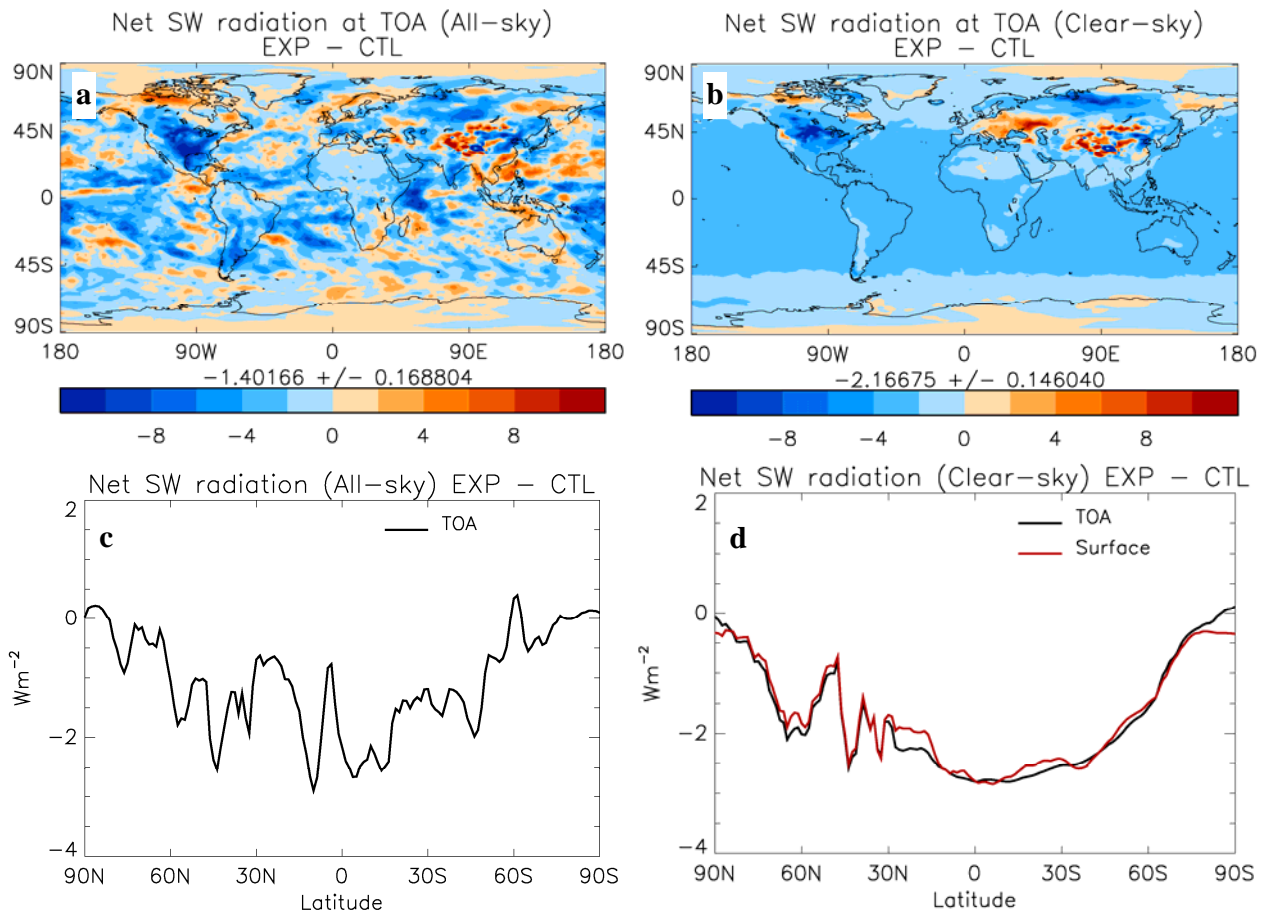 Net SW radiation at TOA (All-sky)
EXP - CTL
a
90N
45N
0
45S
90S
180 90W 0 90E 180
-1.40166 +/- 0.168804
-8 -4 0 4 8
Net SW radiation at TOA (Clear-sky)
EXP - CTL
b
90N
45N
0
45S
90S
180 90W 0 90E 180
-2.16675 +/- 0.146040
-8 -4 0 4 8
Net SW radiation (All-sky) EXP - CTL
c
TOA
2
0
-2
-4
Wm-2
90N 60N 30N 0 30S 60S 90S
Latitude
Net SW radiation (Clear-sky) EXP - CTL
d
TOA
Surface
2
0
-2
-4
Wm-2
90N 60N 30N 0 30S 60S 90S
Latitude